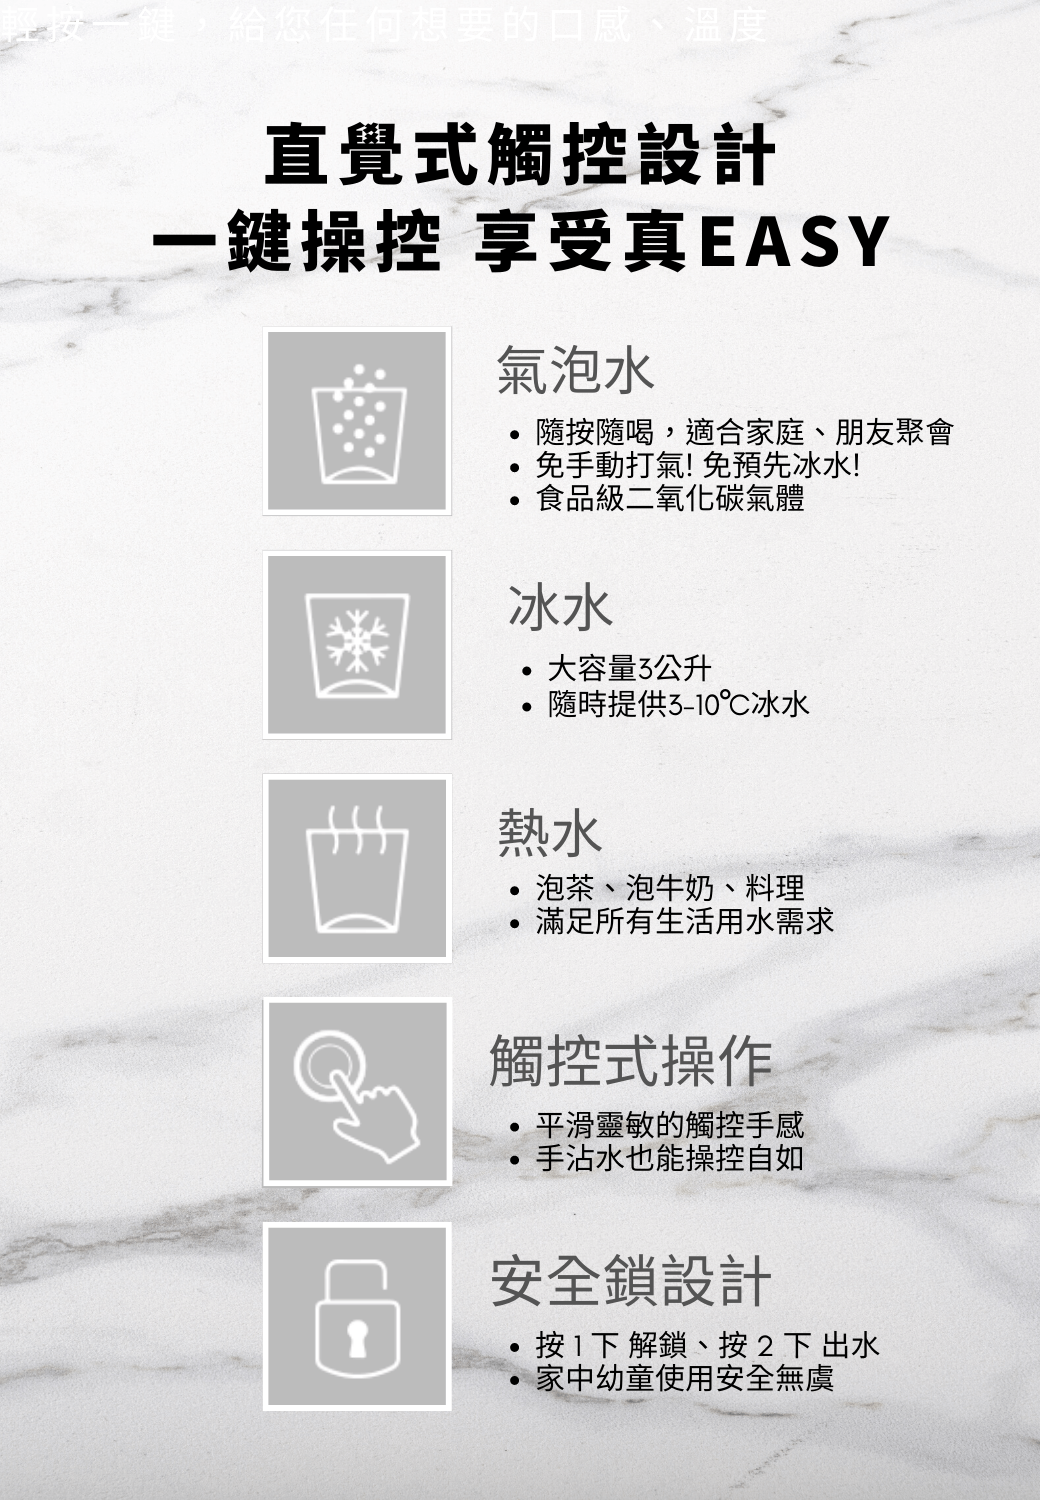 輕按一鍵，給您任何想要的口感、溫度
直覺式觸控設計
一鍵操控 享受真EASY
氣泡水
• 隨按隨喝，適合家庭、朋友聚會
• 免手動打氣! 免預先冰水!
• 食品級二氧化碳氣體
冰水
• 大容量3公升
• 隨時提供3-10°C冰水
熱水
• 泡茶、泡牛奶、料理
• 滿足所有生活用水需求
觸控式操作
• 平滑靈敏的觸控手感
• 手沾水也能操控自如
安全鎖設計
• 按 1 下 解鎖、按 2 下 出水
• 家中幼童使用安全無虞